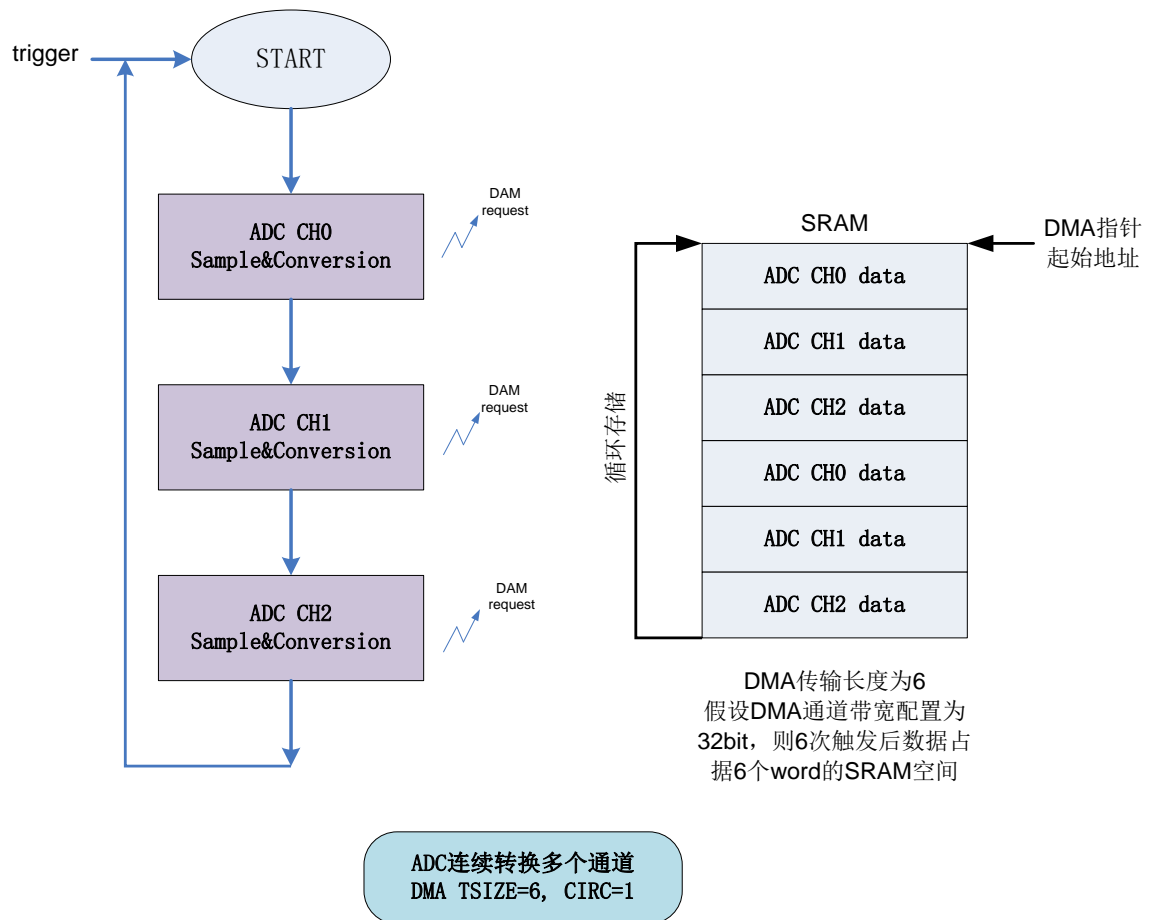 trigger
START
ADC CH0
Sample&Conversion
DAM
request
ADC CH1
Sample&Conversion
DAM
request
ADC CH2
Sample&Conversion
DAM
request
SRAM
DMA指针
起始地址
ADC CH0 data
ADC CH1 data
ADC CH2 data
ADC CH0 data
ADC CH1 data
ADC CH2 data
循环存储
DMA传输长度为6
假设DMA通道带宽配置为
32bit，则6次触发后数据占
据6个word的SRAM空间
ADC连续转换多个通道
DMA TSIZE=6, CIRC=1